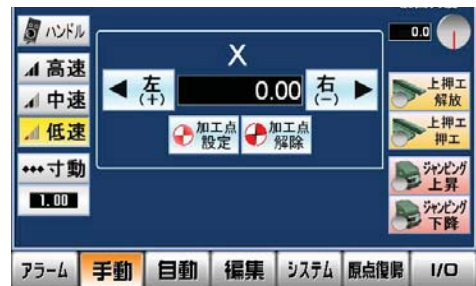 ハンドル
高速
中速
低速
寸動
1.00
X
左
(+)
0.00
右
(−)
加工点
設定
加工点
解除
0.0
上押工
解放
上押工
押工
ジャンピング
上昇
ジャンピング
下降
アラーム
手動
自動
編集
システム
原点復帰
I/O